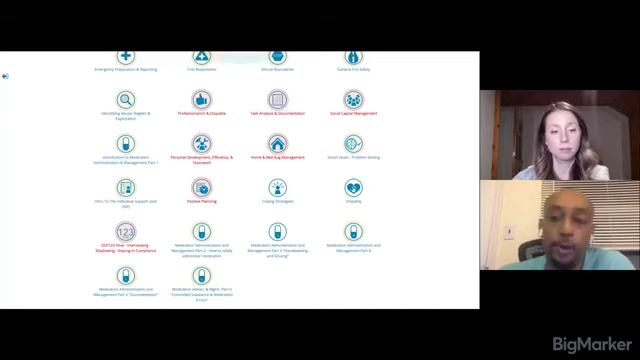 Emergency Preparation & Reporting
First Responders
Ethical Boundaries
General Fire Safety
Identifying Abuse, Neglect &
Exploitation
Professionalism & Etiquette
Task Analysis & Documentation
Social Capital Management
Introduction to Medication
Administration & Management Part 1
Personal Development, Efficiency, &
Teamwork
Home & Bed Bug Management
Smart Goals - Problem Solving
Intro To The individual support plan
(ISP)
Positive Planning
Coping Strategies
Empathy
123
DSP123 Final - Interviewing -
Shadowing - Staying In Compliance
Medication Administration and
Management Part 2 - How to safely
administer medication
Medication Administration and
Management Part 3 "Handwashing
and Gloving"
Medication Administration and
Management Part 4
Medication Administration and
Management Part 5 "Documentation"
Medication Admin. & Mgmt. Part 6
"Controlled Substance & Medication
Errors"
BigMarker